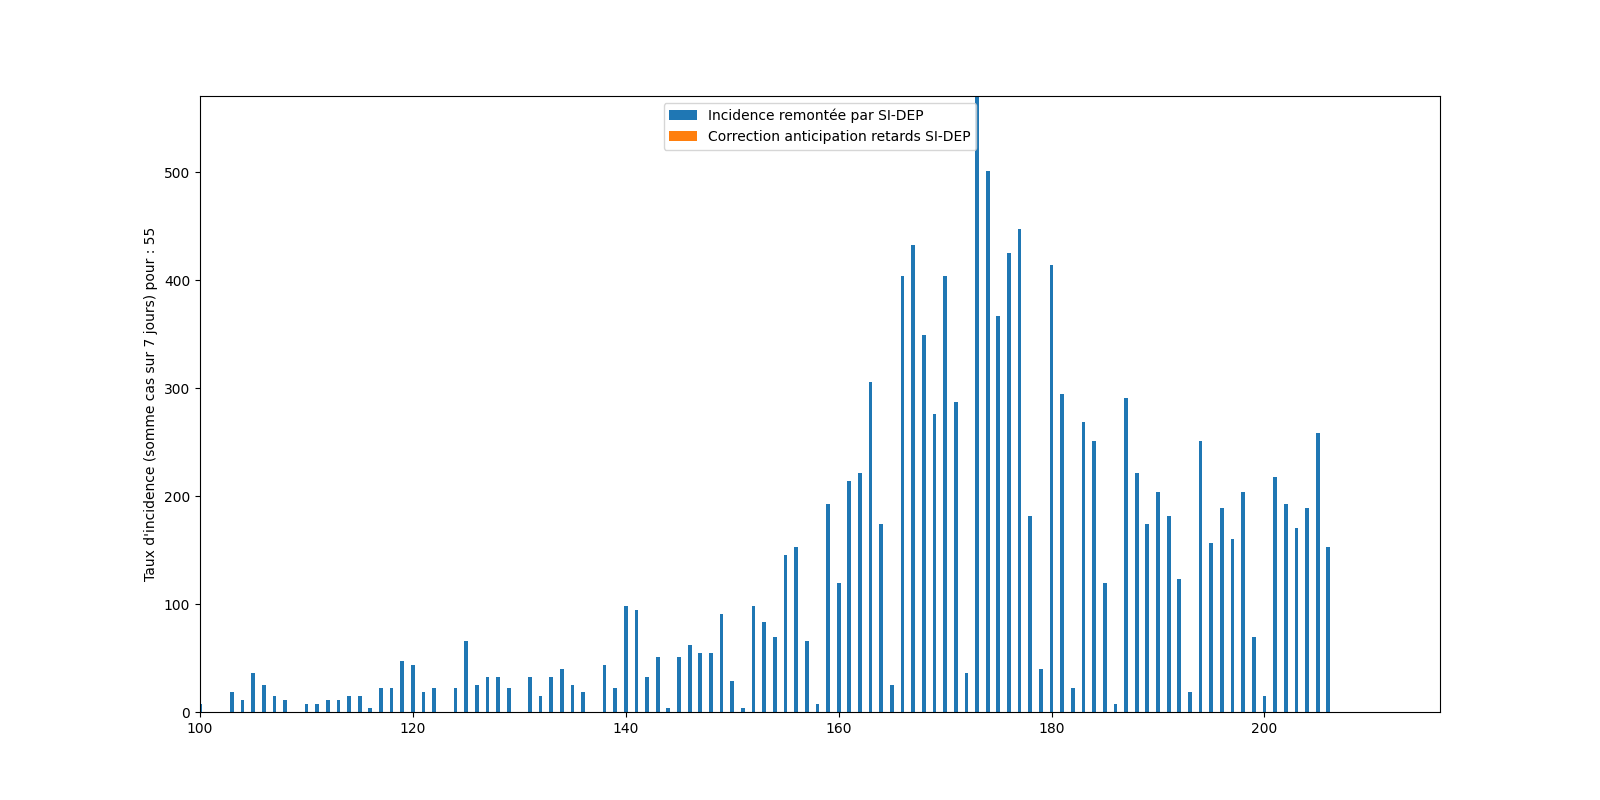 Incidence remontée par SI-DEP
Correction anticipation retards SI-DEP
Taux d'incidence (somme cas sur 7 jours) pour : 55
500
400
300
200
100
0
100 120 140 160 180 200